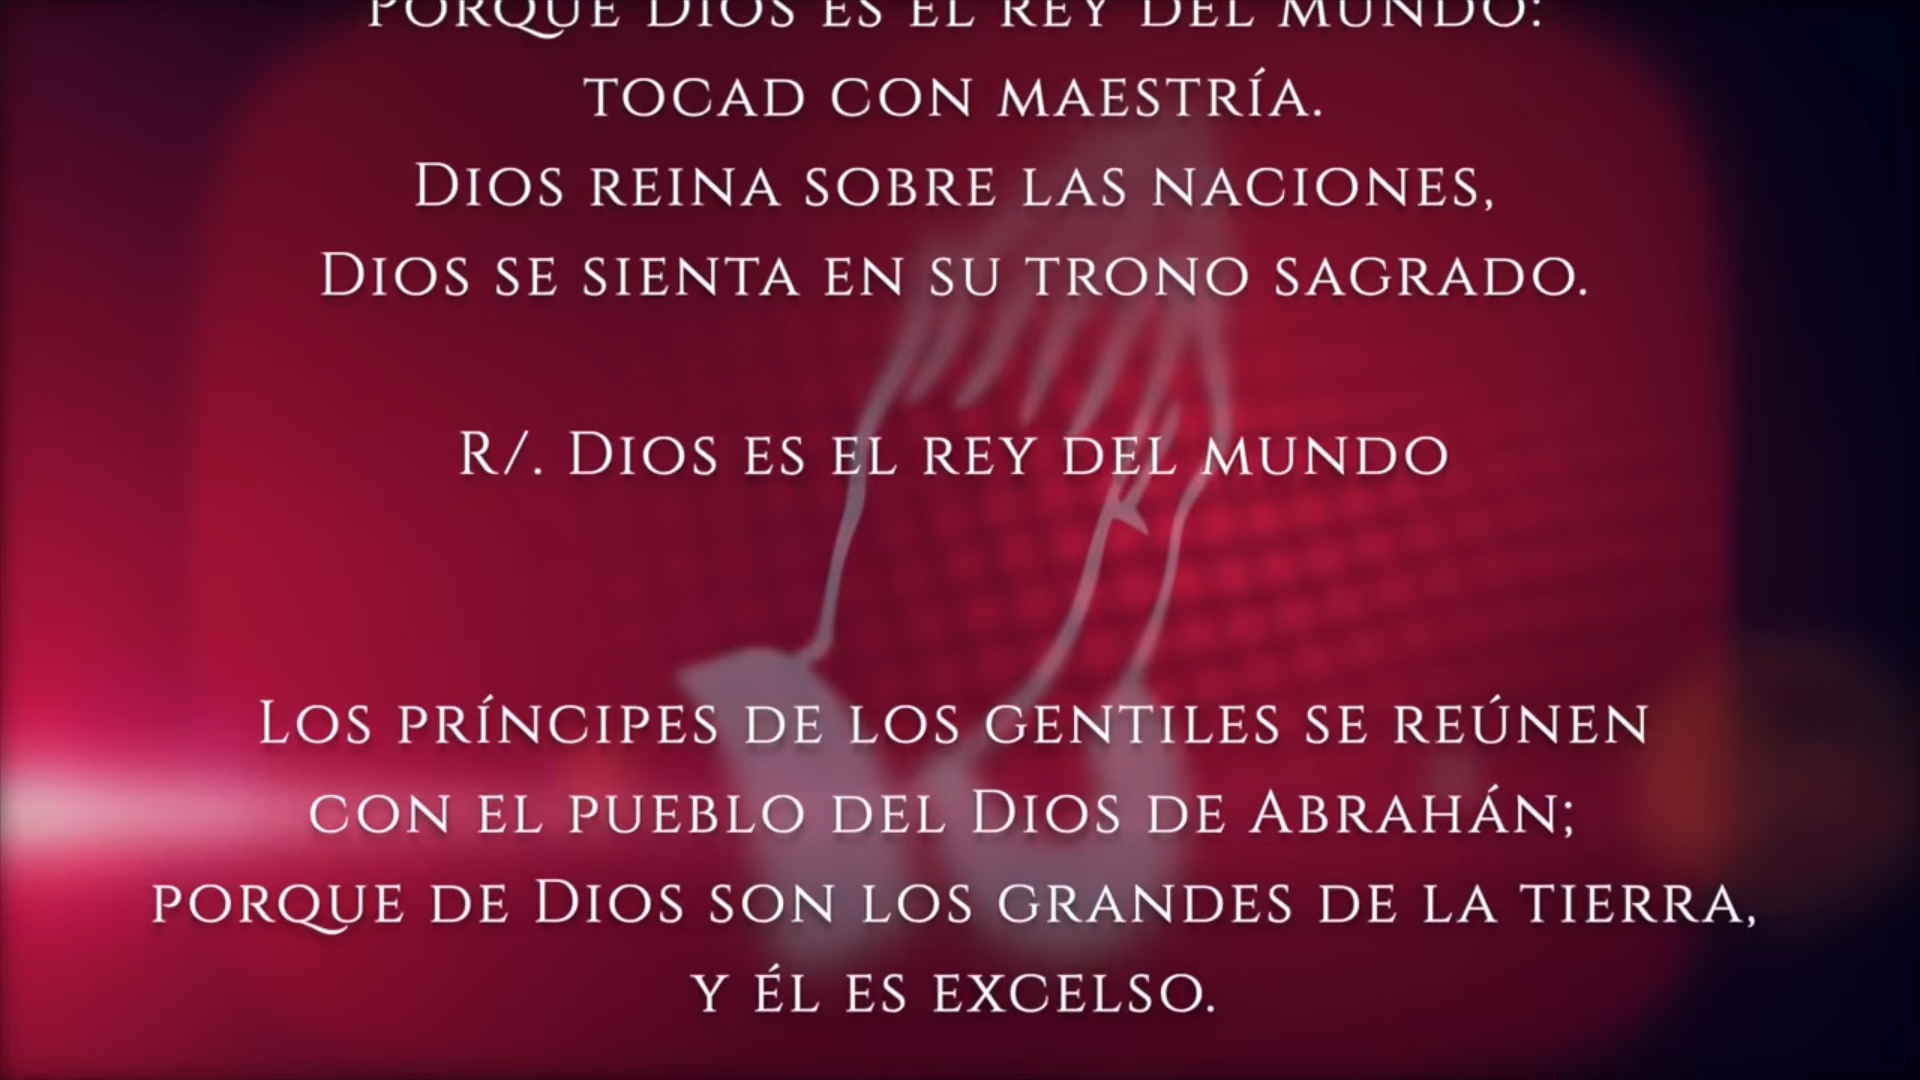 Porque Dios es el rey del mundo:
tocad con maestría.
Dios reina sobre las naciones,
Dios se sienta en su trono sagrado.
R/. Dios es el rey del mundo
Los príncipes de los gentiles se reúnen
con el pueblo del Dios de Abrahán;
porque de Dios son los grandes de la tierra,
y él es excelso.